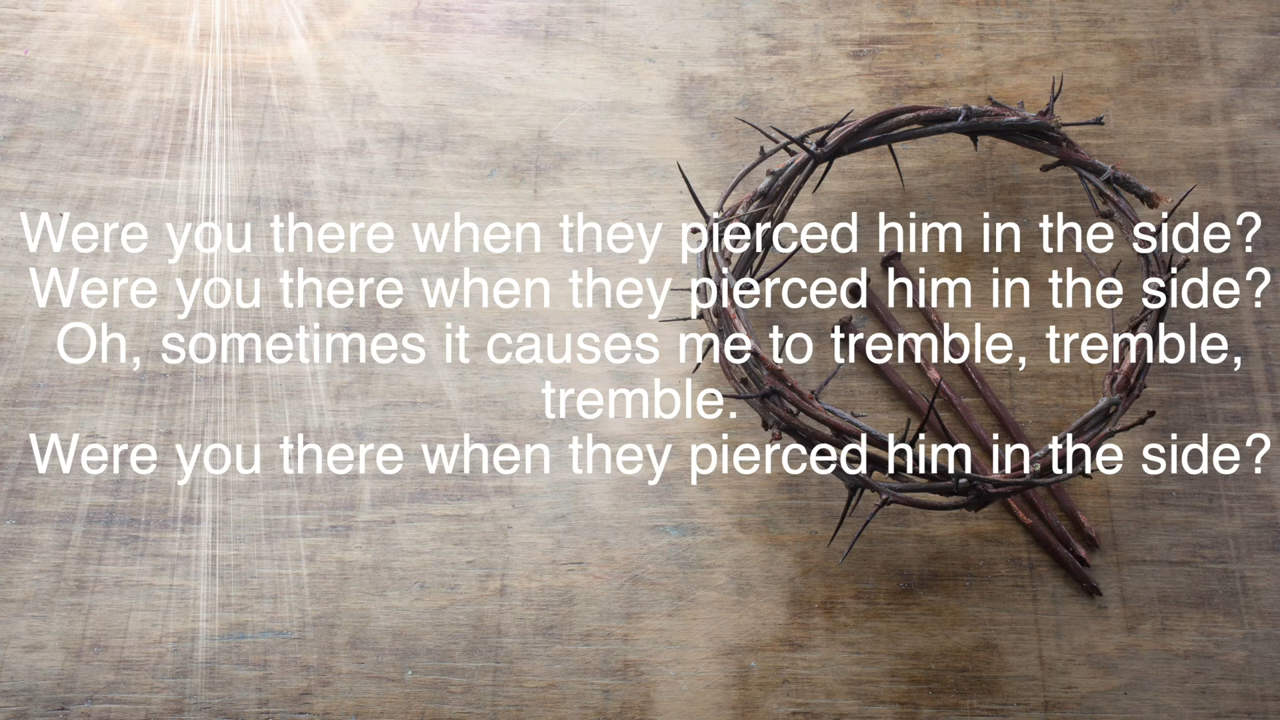 Were you there when they pierced him in the side?
Were you there when they pierced him in the side?
Oh, sometimes it causes me to tremble, tremble,
tremble.
Were you there when they pierced him in the side?